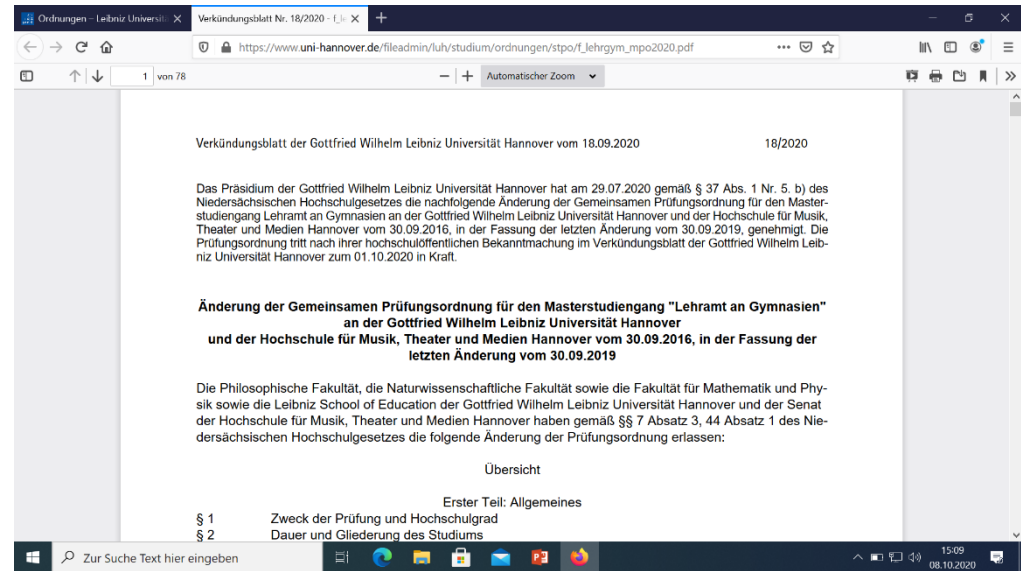 Ordnungen – Leibniz Universitä
Verkündungsblatt Nr. 18/2020 - f_le
https://www.uni-hannover.de/fileadmin/luh/studium/ordnungen/stpo/f_lehrgym_mpo2020.pdf
1 von 78
Automatischer Zoom
Verkündungsblatt der Gottfried Wilhelm Leibniz Universität Hannover vom 18.09.2020 18/2020
Das Präsidium der Gottfried Wilhelm Leibniz Universität Hannover hat am 29.07.2020 gemäß § 37 Abs. 1 Nr. 5. b) des
Niedersächsischen Hochschulgesetzes die nachfolgende Änderung der Gemeinsamen Prüfungsordnung für den Master-
studiengang Lehramt an Gymnasien an der Gottfried Wilhelm Leibniz Universität Hannover und der Hochschule für Musik,
Theater und Medien Hannover vom 30.09.2016, in der Fassung der letzten Änderung vom 30.09.2019, genehmigt. Die
Prüfungsordnung tritt nach ihrer hochschulöffentlichen Bekanntmachung im Verkündungsblatt der Gottfried Wilhelm Leib-
niz Universität Hannover zum 01.10.2020 in Kraft.
Änderung der Gemeinsamen Prüfungsordnung für den Masterstudiengang "Lehramt an Gymnasien"
an der Gottfried Wilhelm Leibniz Universität Hannover
und der Hochschule für Musik, Theater und Medien Hannover vom 30.09.2016, in der Fassung der
letzten Änderung vom 30.09.2019
Die Philosophische Fakultät, die Naturwissenschaftliche Fakultät sowie die Fakultät für Mathematik und Phy-
sik sowie die Leibniz School of Education der Gottfried Wilhelm Leibniz Universität Hannover und der Senat
der Hochschule für Musik, Theater und Medien Hannover haben gemäß §§ 7 Absatz 3, 44 Absatz 1 des Nie-
dersächsischen Hochschulgesetzes die folgende Änderung der Prüfungsordnung erlassen:
Übersicht
Erster Teil: Allgemeines
§ 1 Zweck der Prüfung und Hochschulgrad
§ 2 Dauer und Gliederung des Studiums
Zur Suche Text hier eingeben
15:09
08.10.2020